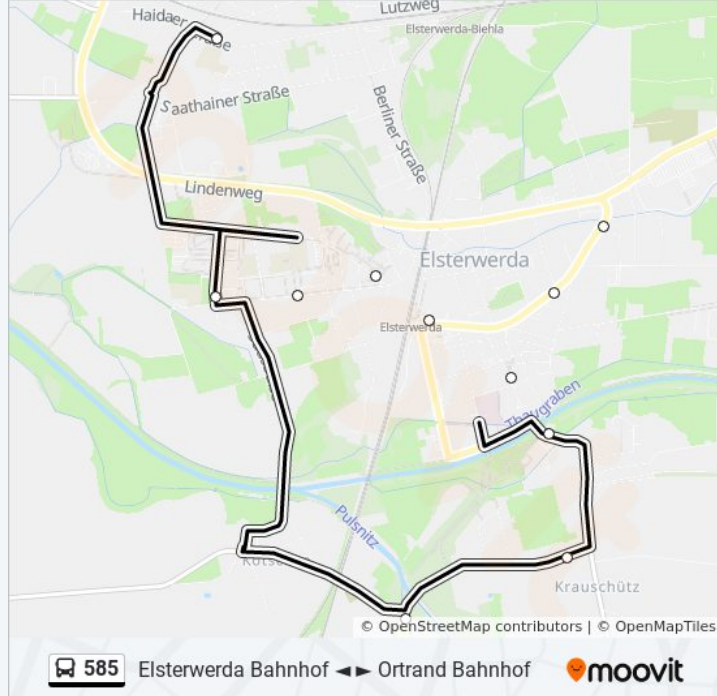 Lutzweg
Haidaer Straße
Elsterwerda-Biehla
Saathainer Straße
Berliner Straße
Lindenweg
Elsterwerda
Elsterwerda
Thaugraben
Pulsnitz
Krauschütz
© OpenStreetMap contributors | © OpenMapTiles
585 Elsterwerda Bahnhof ◄ ► Ortrand Bahnhof moovit